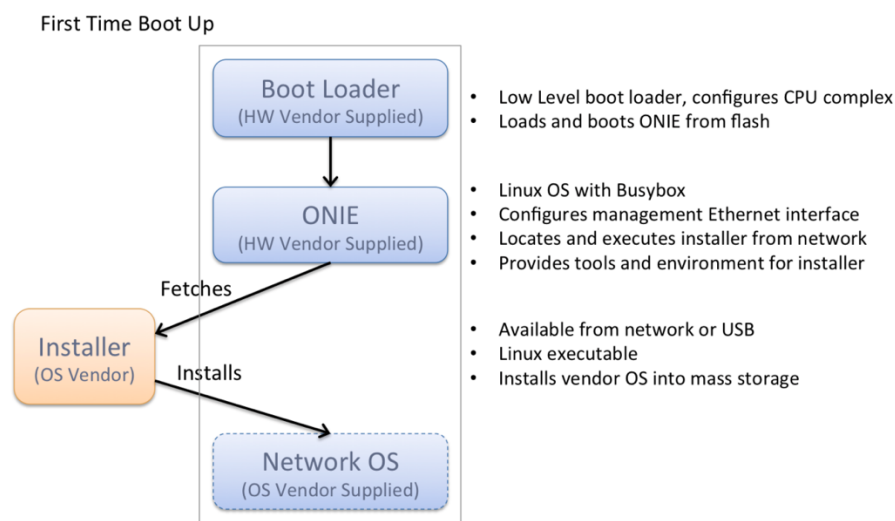 First Time Boot Up
Boot Loader
(HW Vendor Supplied)
• Low Level boot loader, configures CPU complex
• Loads and boots ONIE from flash
ONIE
(HW Vendor Supplied)
• Linux OS with Busybox
• Configures management Ethernet interface
• Locates and executes installer from network
• Provides tools and environment for installer
Fetches
Installer
(OS Vendor)
• Available from network or USB
• Linux executable
• Installs vendor OS into mass storage
Installs
Network OS
(OS Vendor Supplied)